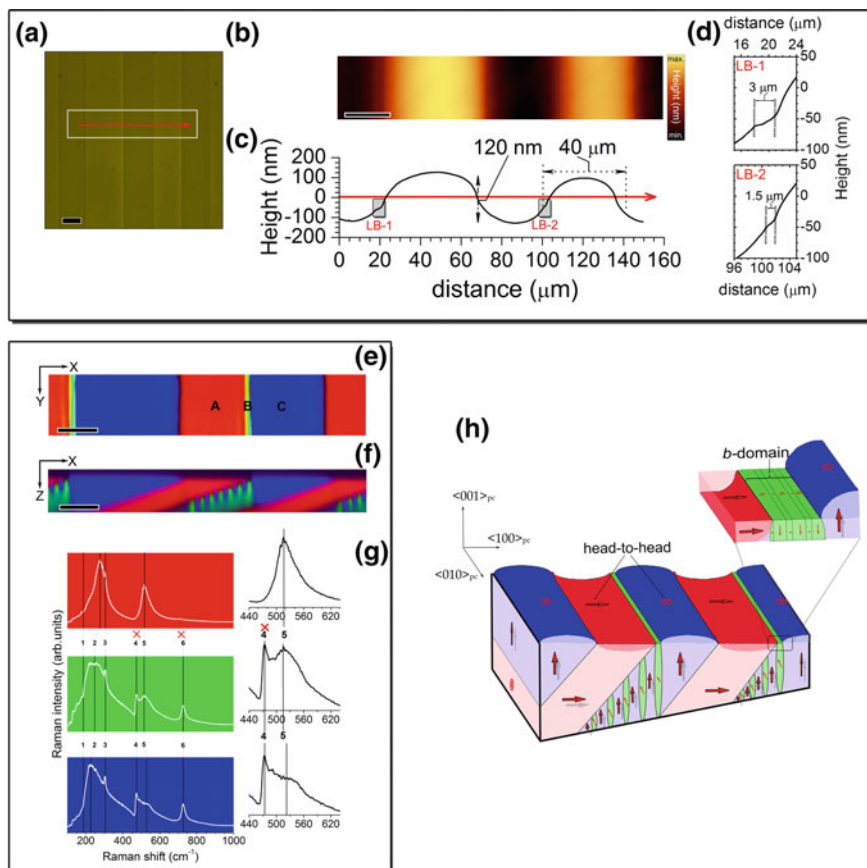 (a)
(b)
max.
Height (nm)
min.
(c)
Height (nm)
200
100
0
-100
-200
120 nm
40 μm
LB-1
LB-2
0 20 40 60 80 100 120 140 160
distance (μm)
(d)
distance (μm)
16 20 24
LB-1
3 μm
50
0
-50
-100
LB-2
1.5 μm
50
0
-50
-100
Height (nm)
96 100 104
distance (μm)
(e)
X
Y
A B C
(f)
X
Z
(g)
Raman intensity (arb.units)
1 2 3 4 5 6
1 2 3 4 5 6
200 400 600 800 1000
Raman shift (cm⁻¹)
440 500 560 620
4 5
440 500 560 620
4 5
440 500 560 620
(h)
b-domain
<001>pc
<100>pc
<010>pc
head-to-head